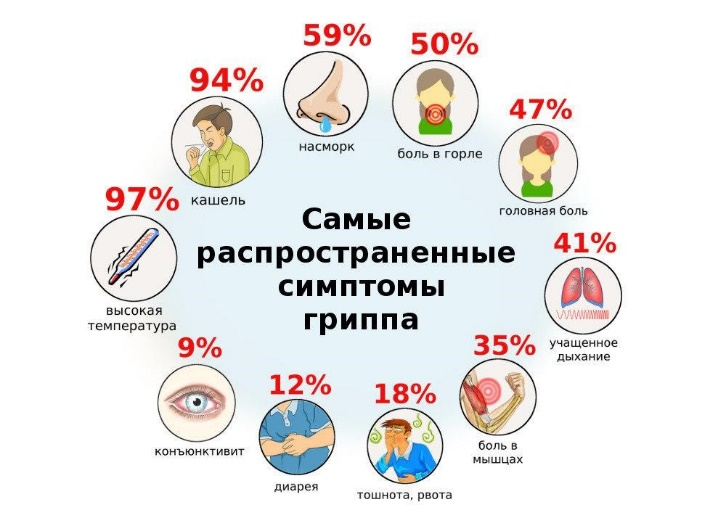 59%
насморк
50%
боль в горле
94%
кашель
47%
головная боль
97%
высокая
температура
Самые
распространенные
симптомы
гриппа
41%
учащенное
дыхание
35%
боль в
мышцах
18%
тошнота, рвота
12%
диарея
9%
конъюнктивит